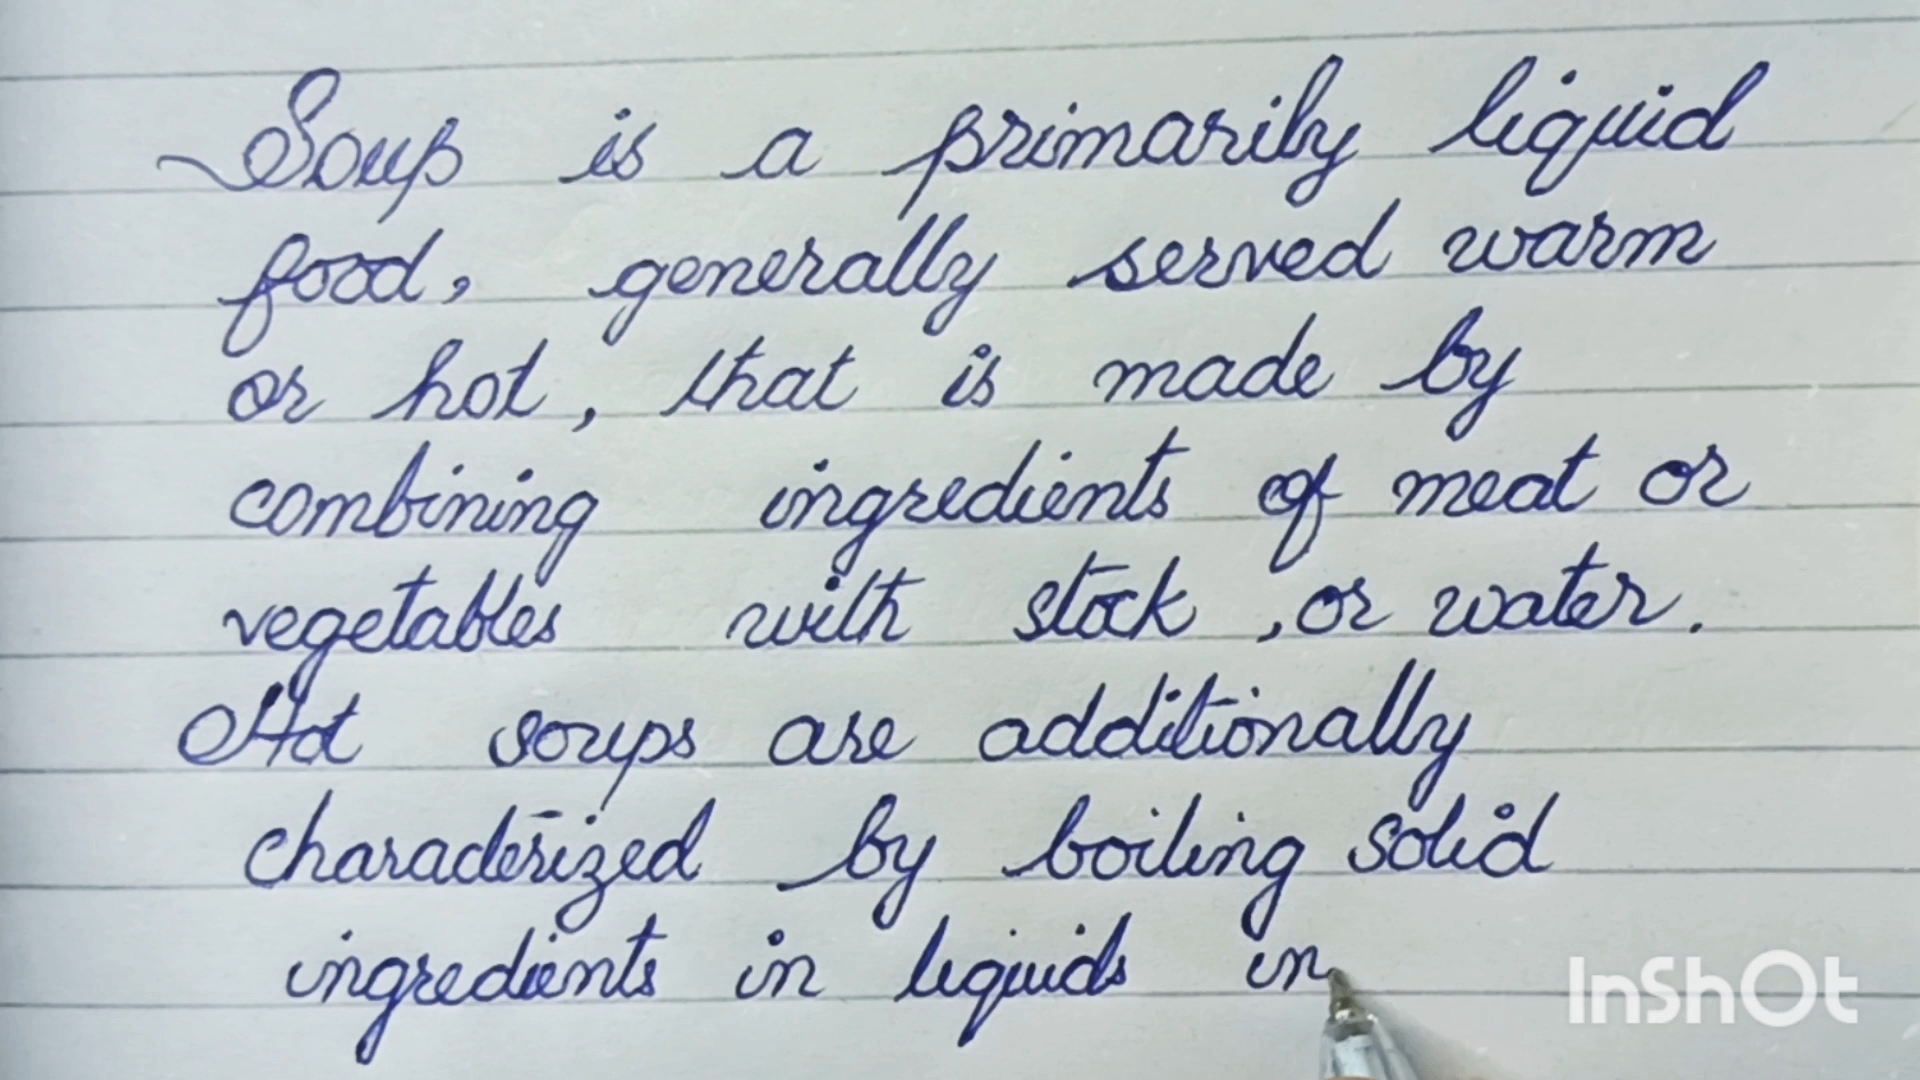 Soup is a primarily liquid
food, generally served warm
or hot, that is made by
combining ingredients of meat or
vegetables with stock, or water.
Hot soups are additionally
characterized by boiling solid
ingredients in liquids in
InShOt